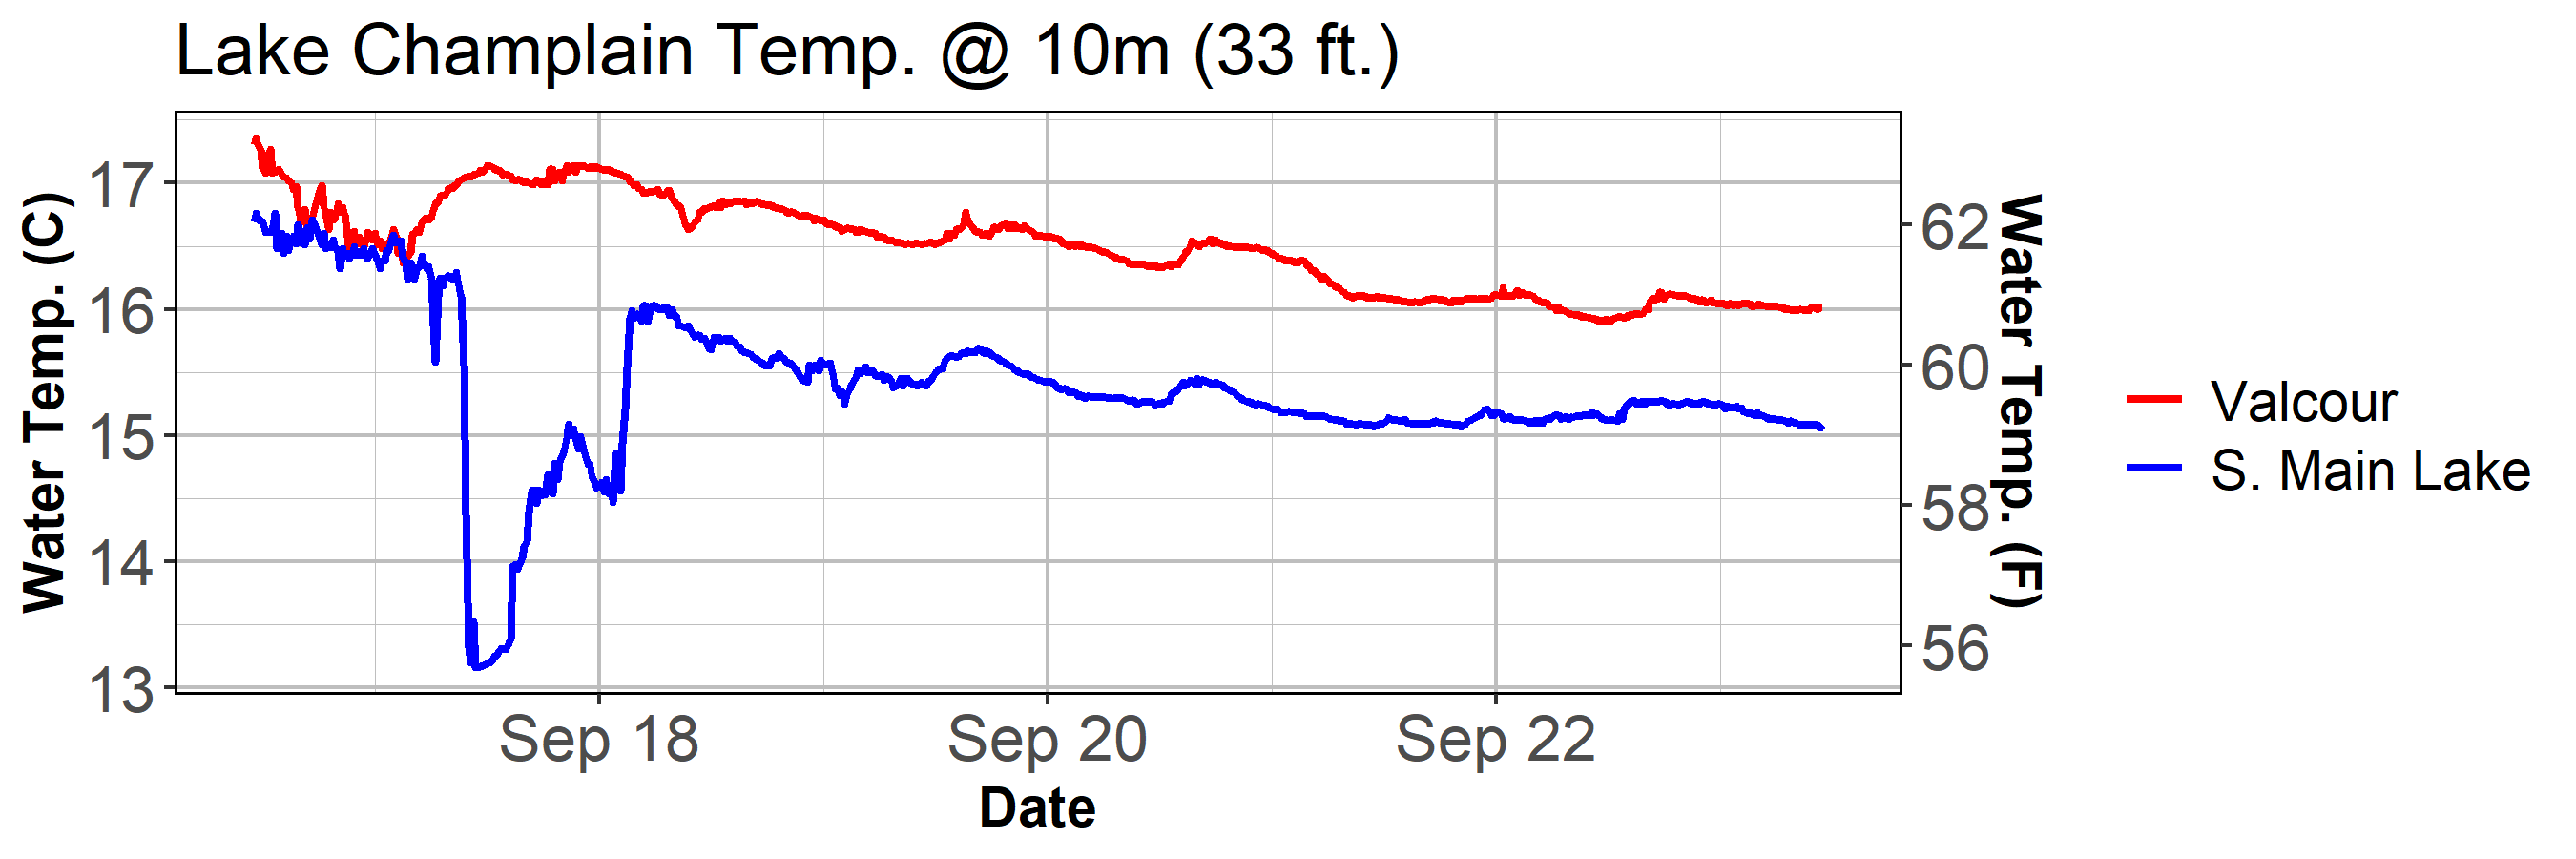 Lake Champlain Temp. @ 10m (33 ft.)
Water Temp. (C)
17
16
15
14
13
62
60
58
56
Water Temp. (F)
Sep 18
Sep 20
Sep 22
Date
Valcour
S. Main Lake